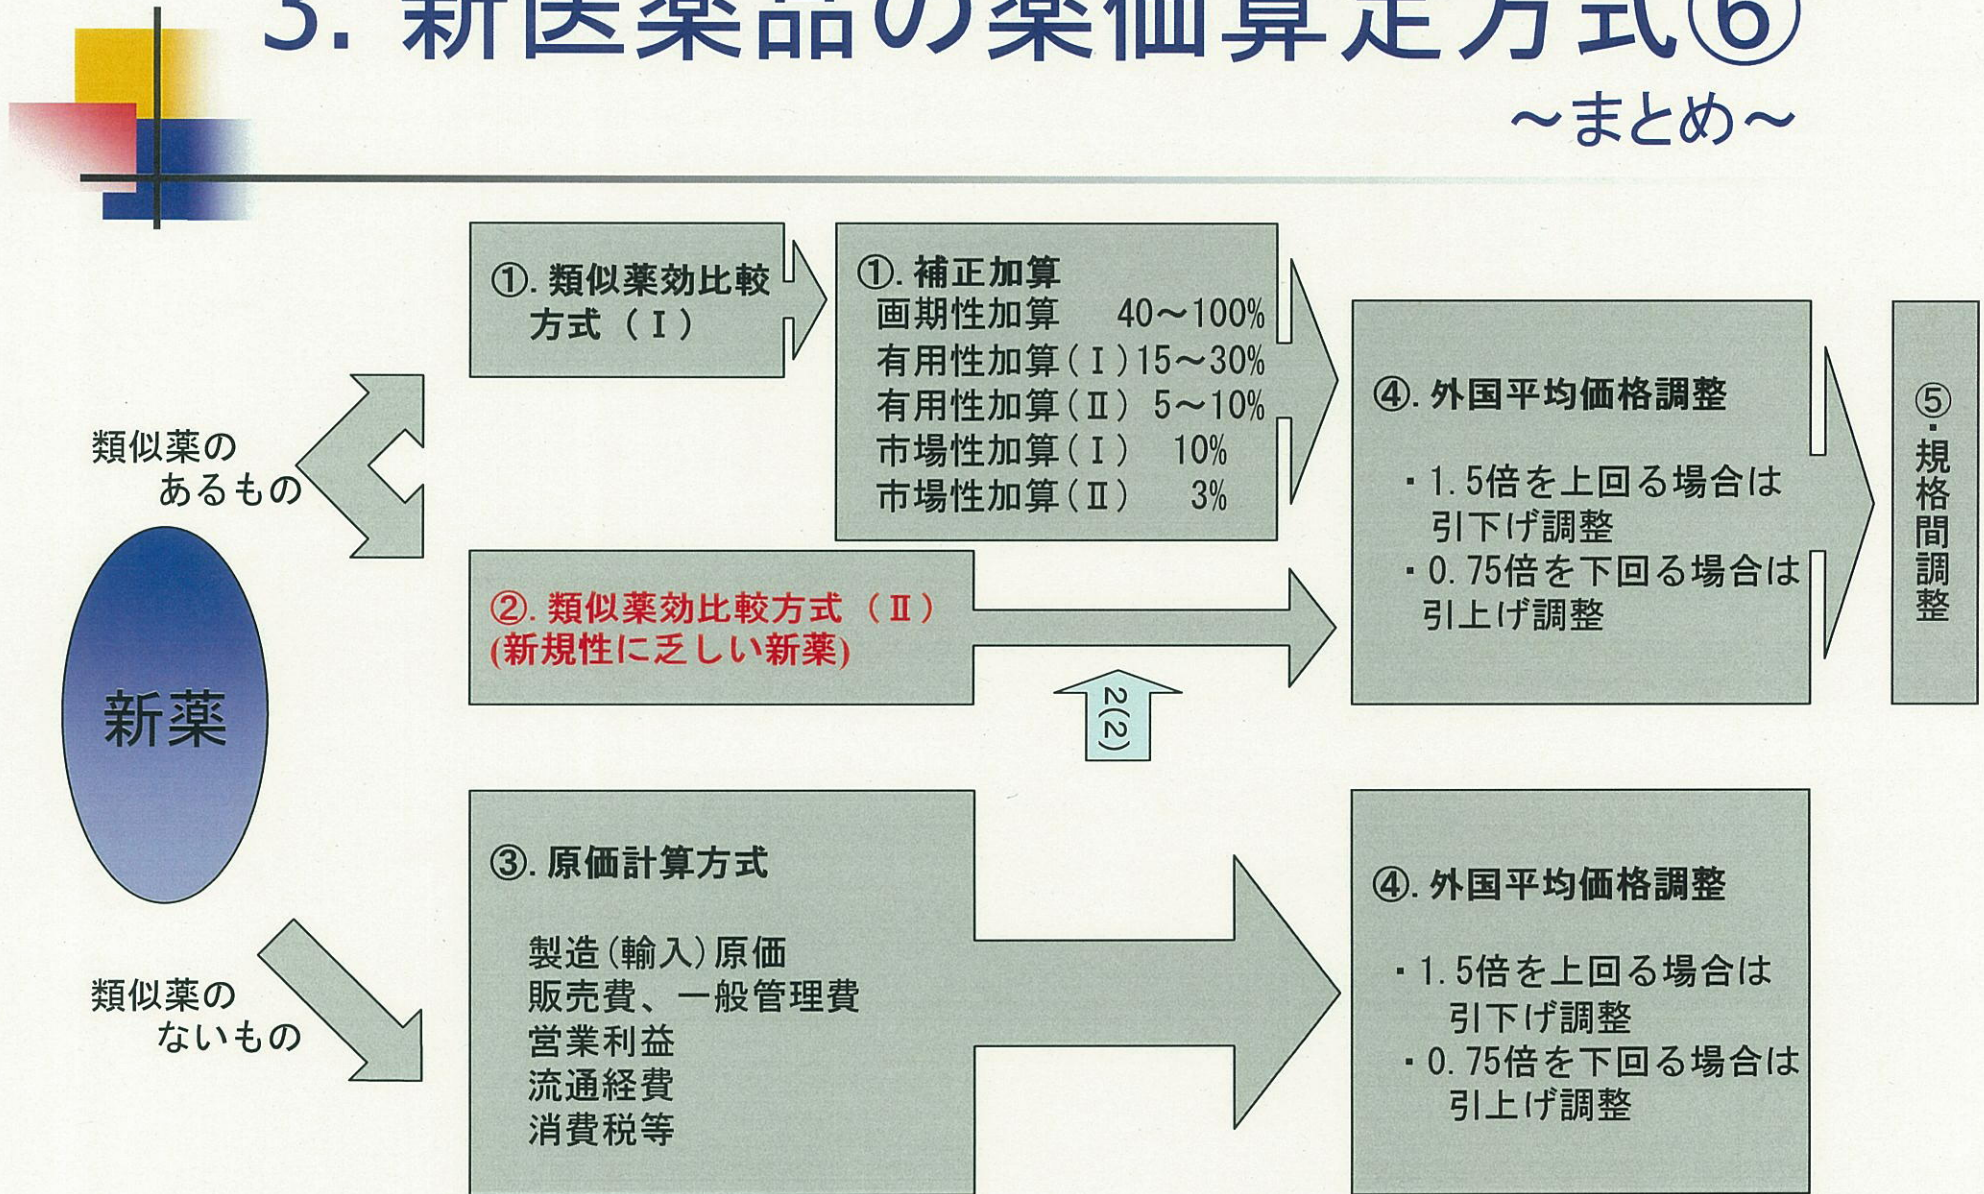 3. 新医薬品の薬価算定方式⑥
～まとめ～
①. 類似薬効比較
方式（Ⅰ）
①. 補正加算
画期性加算 40～100%
有用性加算(Ⅰ)15～30%
有用性加算(Ⅱ) 5～10%
市場性加算(Ⅰ) 10%
市場性加算(Ⅱ) 3%
類似薬の
あるもの
②. 類似薬効比較方式（Ⅱ）
(新規性に乏しい新薬)
2(2)
④. 外国平均価格調整
・1.5倍を上回る場合は
引下げ調整
・0.75倍を下回る場合は
引上げ調整
⑤.規格間調整
新薬
類似薬の
ないもの
③. 原価計算方式
製造(輸入)原価
販売費、一般管理費
営業利益
流通経費
消費税等
④. 外国平均価格調整
・1.5倍を上回る場合は
引下げ調整
・0.75倍を下回る場合は
引上げ調整